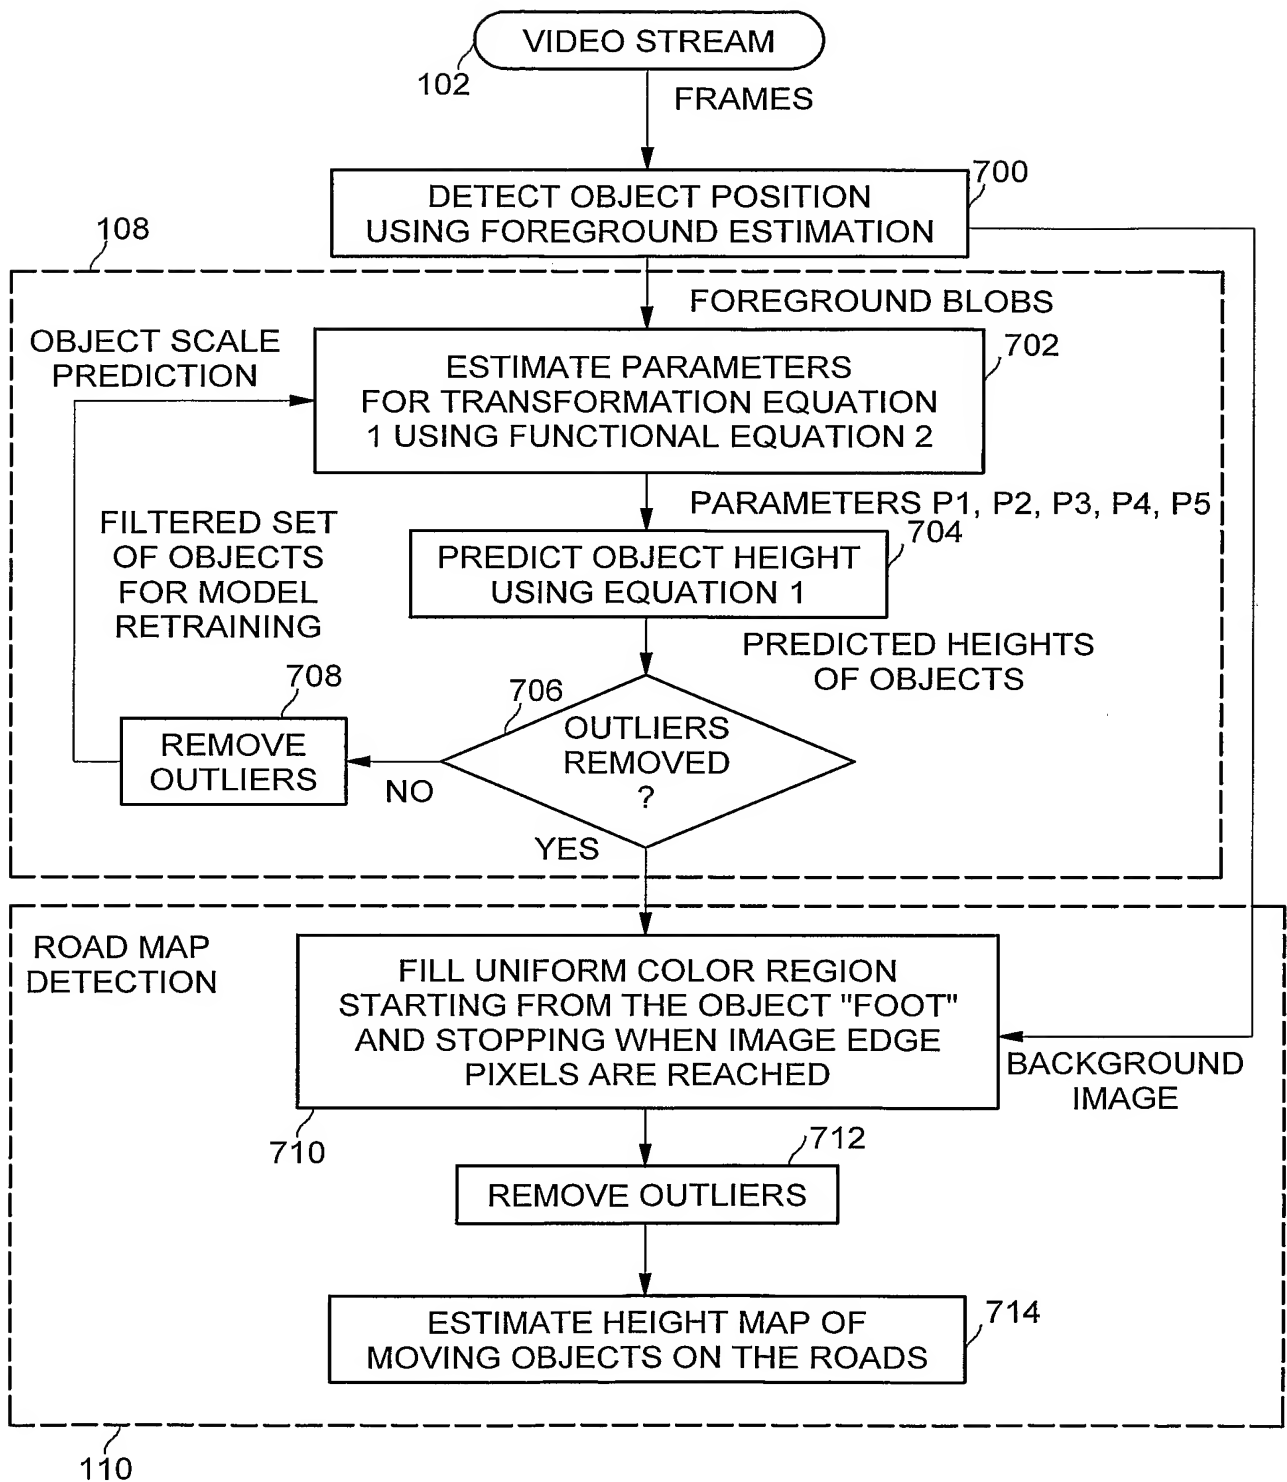 VIDEO STREAM
102
FRAMES
700
DETECT OBJECT POSITION
USING FOREGROUND ESTIMATION
108
FOREGROUND BLOBS
OBJECT SCALE
PREDICTION
702
ESTIMATE PARAMETERS
FOR TRANSFORMATION EQUATION
1 USING FUNCTIONAL EQUATION 2
PARAMETERS P1, P2, P3, P4, P5
FILTERED SET
OF OBJECTS
FOR MODEL
RETRAINING
704
PREDICT OBJECT HEIGHT
USING EQUATION 1
PREDICTED HEIGHTS
OF OBJECTS
708
706
REMOVE
OUTLIERS
OUTLIERS
REMOVED
?
NO
YES
ROAD MAP
DETECTION
FILL UNIFORM COLOR REGION
STARTING FROM THE OBJECT "FOOT"
AND STOPPING WHEN IMAGE EDGE
PIXELS ARE REACHED
BACKGROUND
IMAGE
710
712
REMOVE OUTLIERS
714
ESTIMATE HEIGHT MAP OF
MOVING OBJECTS ON THE ROADS
110